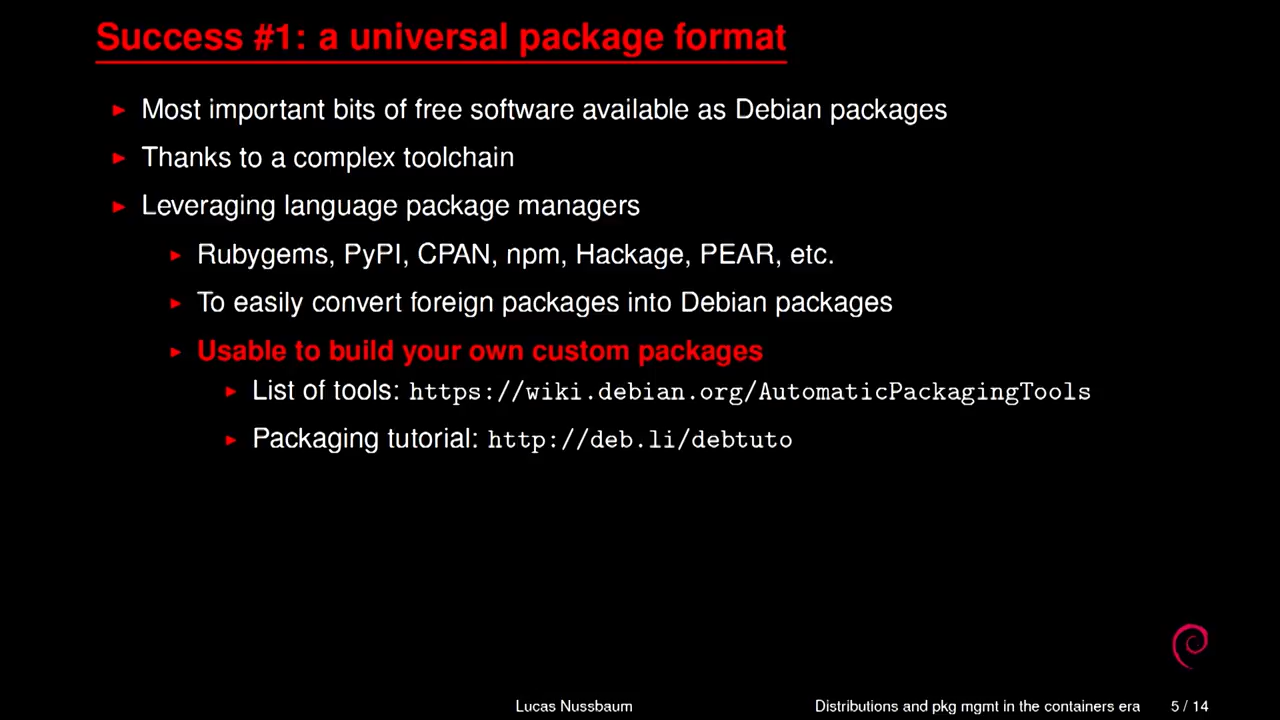 Success #1: a universal package format
Most important bits of free software available as Debian packages
Thanks to a complex toolchain
Leveraging language package managers
Rubygems, PyPI, CPAN, npm, Hackage, PEAR, etc.
To easily convert foreign packages into Debian packages
Usable to build your own custom packages
List of tools: https://wiki.debian.org/AutomaticPackagingTools
Packaging tutorial: http://deb.li/debtuto
Lucas Nussbaum Distributions and pkg mgmt in the containers era 5 / 14